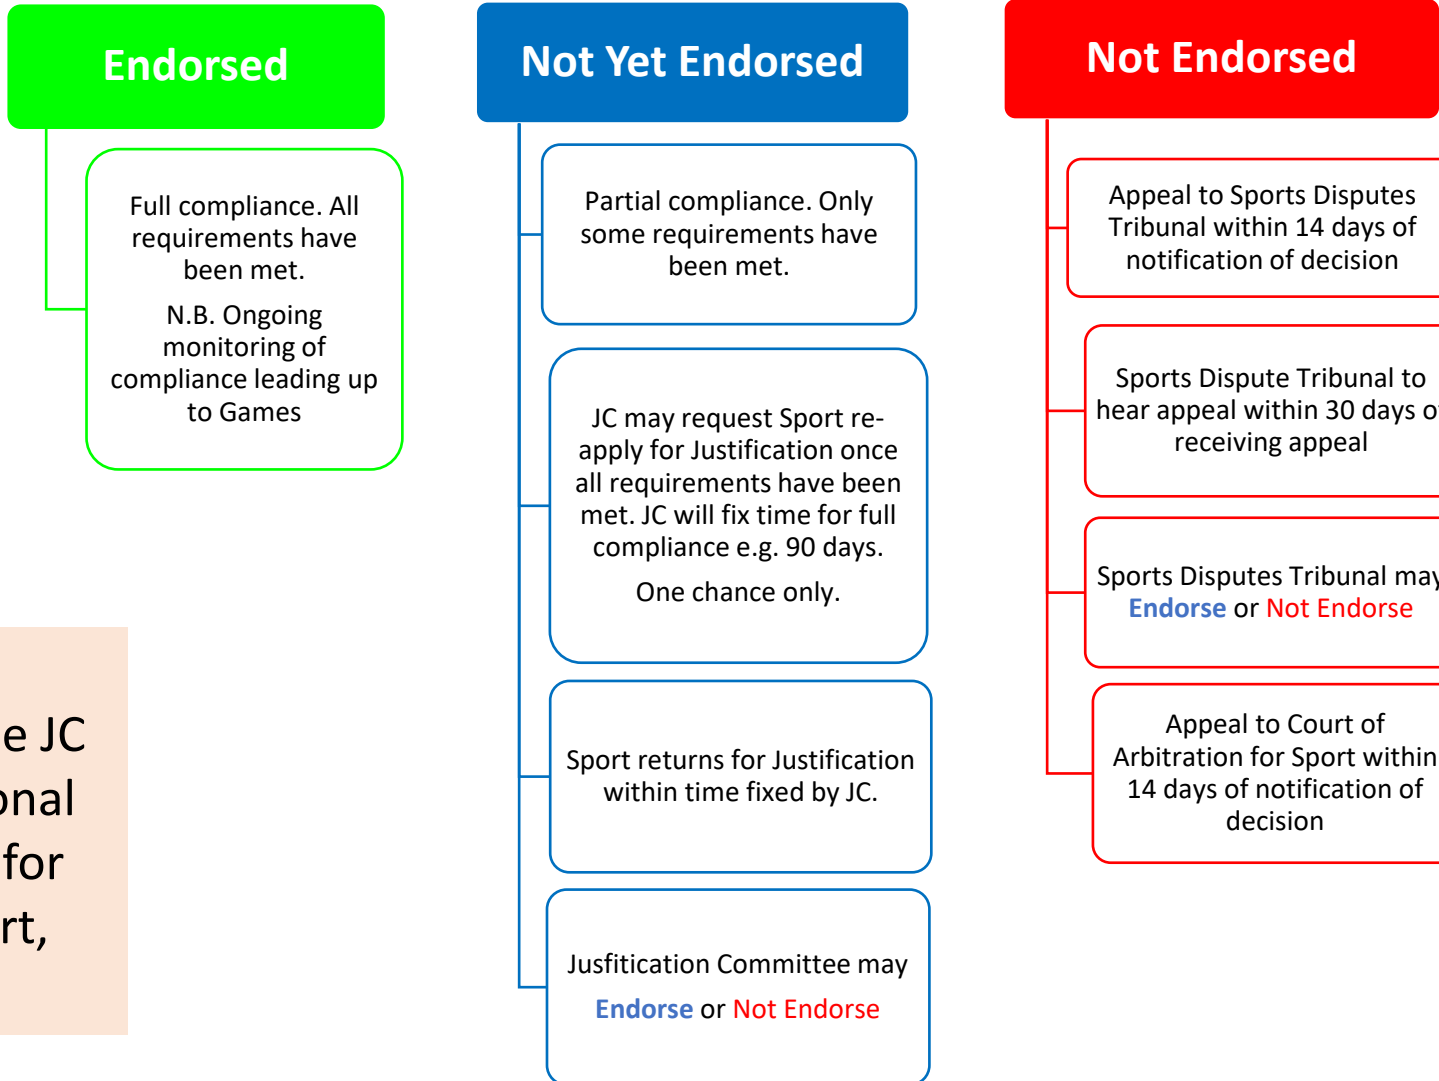 Endorsed
Full compliance. All
requirements have
been met.
N.B. Ongoing
monitoring of
compliance leading up
to Games
Not Yet Endorsed
Partial compliance. Only
some requirements have
been met.
JC may request Sport re-
apply for Justification once
all requirements have been
met. JC will fix time for full
compliance e.g. 90 days.
One chance only.
Sport returns for Justification
within time fixed by JC.
Jusfitication Committee may
Endorse or Not Endorse
Not Endorsed
Appeal to Sports Disputes
Tribunal within 14 days of
notification of decision
Sports Dispute Tribunal to
hear appeal within 30 days of
receiving appeal
Sports Disputes Tribunal may
Endorse or Not Endorse
Appeal to Court of
Arbitration for Sport within
14 days of notification of
decision
e JC
onal
for
rt,